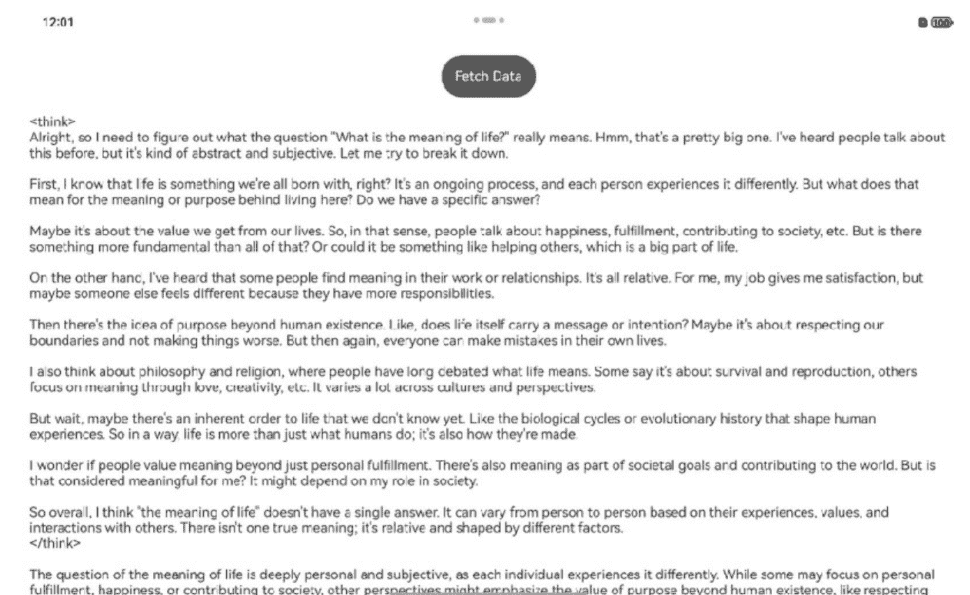 12:01
100
Fetch Data
<think>
Alright, so I need to figure out what the question "What is the meaning of life?" really means. Hmm, that's a pretty big one. I've heard people talk about
this before, but it's kind of abstract and subjective. Let me try to break it down.
First, I know that life is something we're all born with, right? It's an ongoing process, and each person experiences it differently. But what does that
mean for the meaning or purpose behind living here? Do we have a specific answer?
Maybe it's about the value we get from our lives. So, in that sense, people talk about happiness, fulfillment, contributing to society, etc. But is there
something more fundamental than all of that? Or could it be something like helping others, which is a big part of life.
On the other hand, I've heard that some people find meaning in their work or relationships. It's all relative. For me, my job gives me satisfaction, but
maybe someone else feels different because they have more responsibilities.
Then there's the idea of purpose beyond human existence. Like, does life itself carry a message or intention? Maybe it's about respecting our
boundaries and not making things worse. But then again, everyone can make mistakes in their own lives.
I also think about philosophy and religion, where people have long debated what life means. Some say it's about survival and reproduction, others
focus on meaning through love, creativity, etc. It varies a lot across cultures and perspectives.
But wait, maybe there's an inherent order to life that we don't know yet. Like the biological cycles or evolutionary history that shape human
experiences. So in a way, life is more than just what humans do; it's also how they're made.
I wonder if people value meaning beyond just personal fulfillment. There's also meaning as part of societal goals and contributing to the world. But is
that considered meaningful for me? It might depend on my role in society.
So overall, I think "the meaning of life" doesn't have a single answer. It can vary from person to person based on their experiences, values, and
interactions with others. There isn't one true meaning; it's relative and shaped by different factors.
</think>
The question of the meaning of life is deeply personal and subjective, as each individual experiences it differently. While some may focus on personal
fulfillment, happiness, or contributing to society, other perspectives might emphasize the value of purpose beyond human existence, like respecting